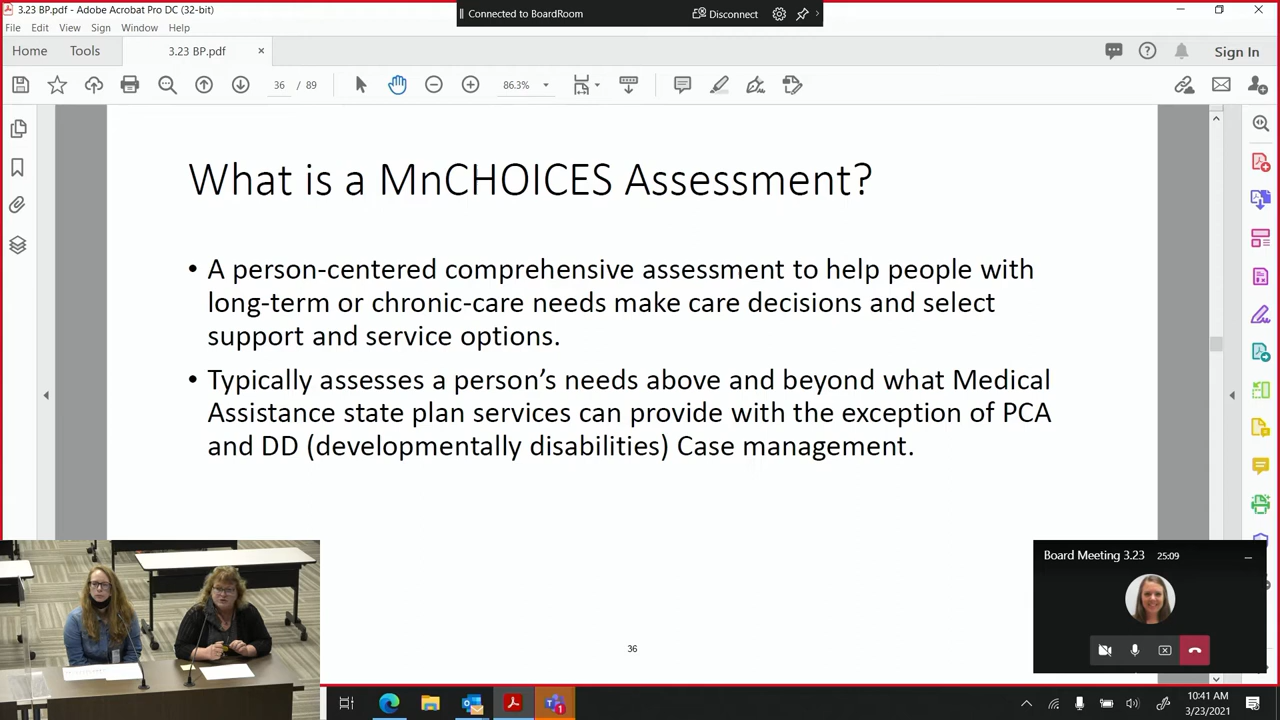 3.23 BP.pdf - Adobe Acrobat Pro DC (32-bit)
Connected to BoardRoom
Disconnect
File Edit View Sign Window Help
Home Tools 3.23 BP.pdf Sign In
36 / 89 86.3%
What is a MnCHOICES Assessment?
• A person-centered comprehensive assessment to help people with
long-term or chronic-care needs make care decisions and select
support and service options.
• Typically assesses a person’s needs above and beyond what Medical
Assistance state plan services can provide with the exception of PCA
and DD (developmentally disabilities) Case management.
36
Board Meeting 3.23 25:09
10:41 AM
3/23/2021